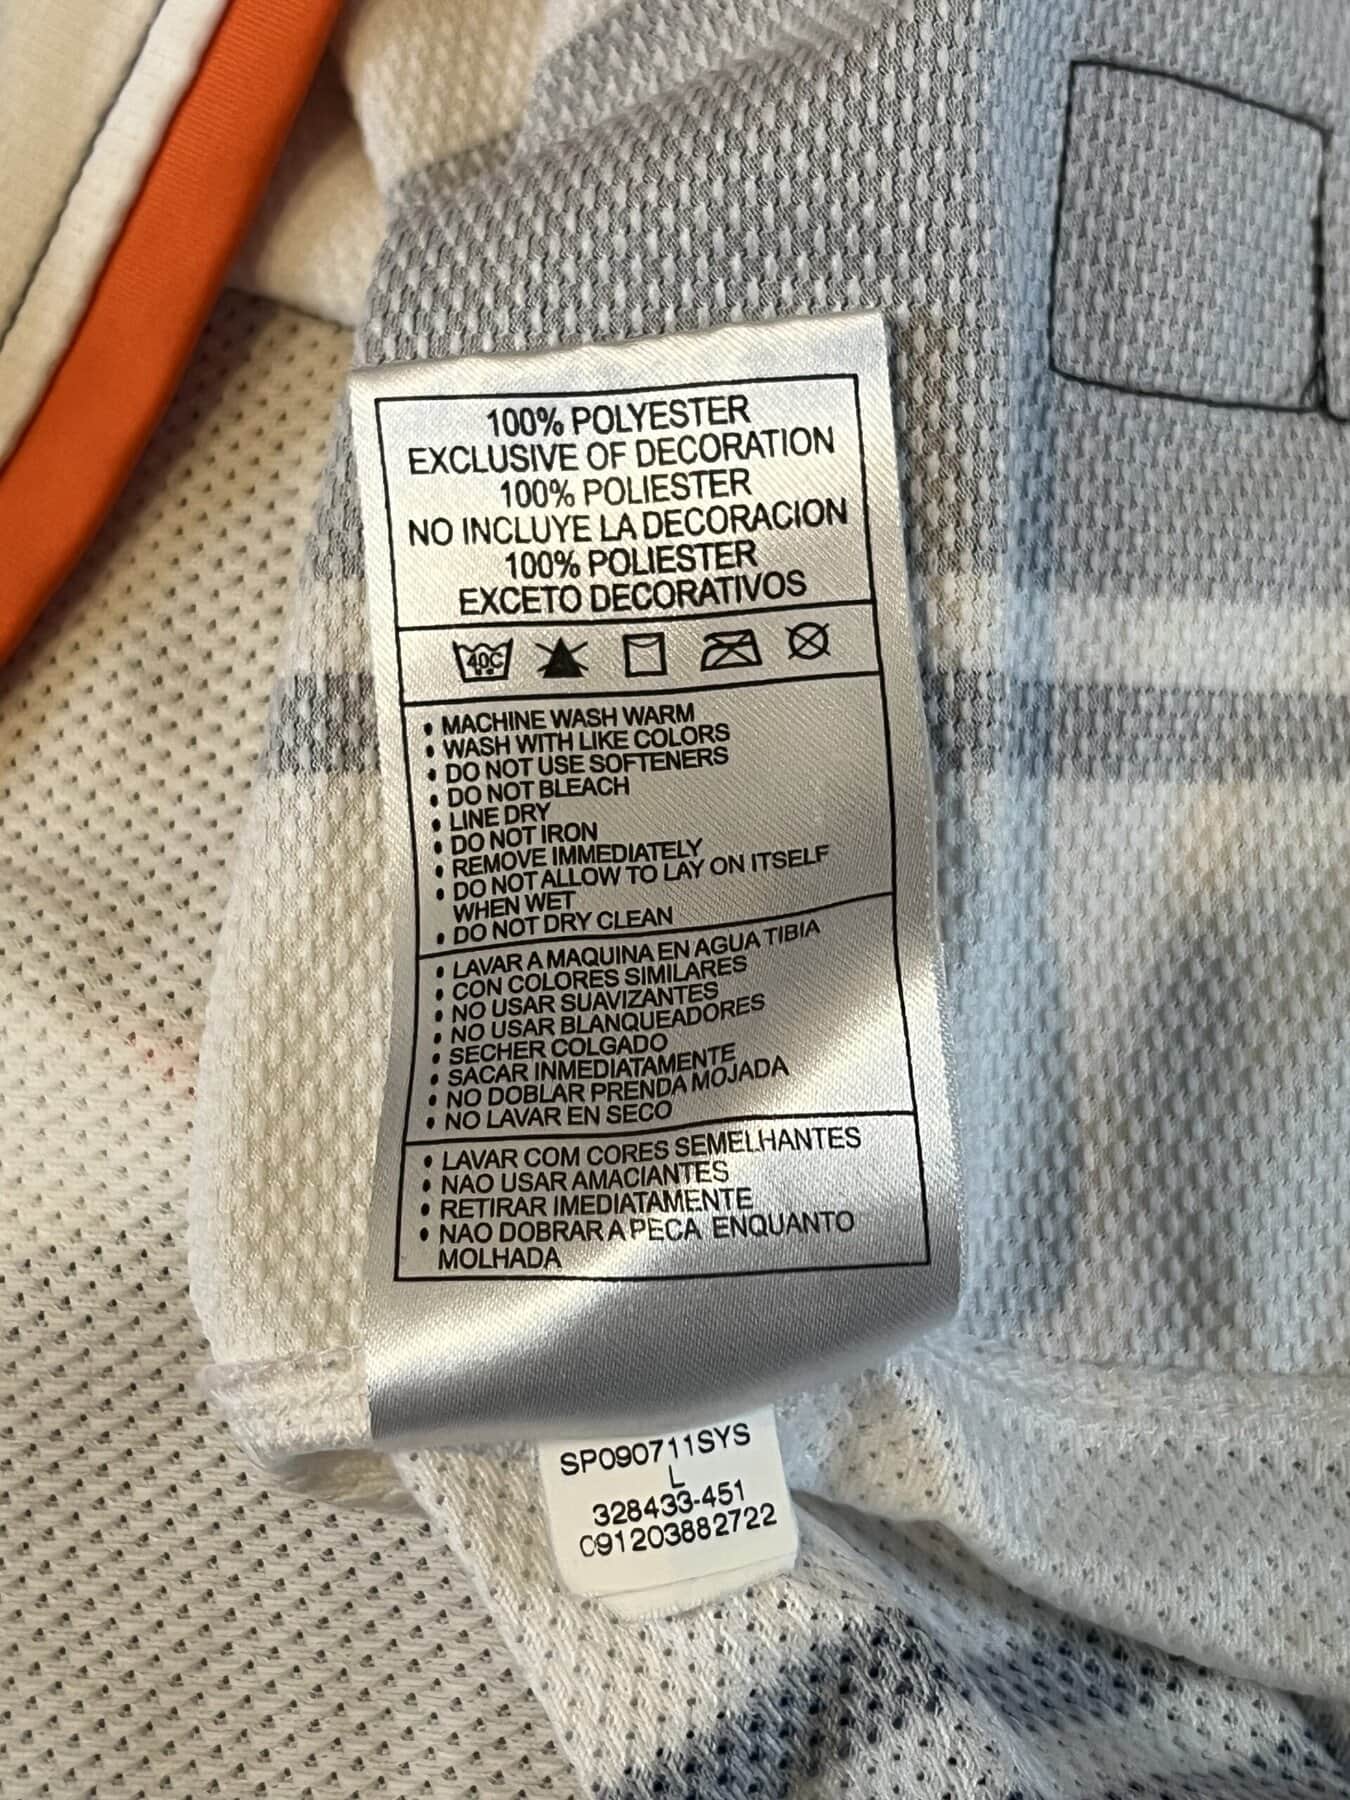 100% POLYESTER
EXCLUSIVE OF DECORATION
100% POLIESTER
NO INCLUYE LA DECORACION
100% POLIESTER
EXCETO DECORATIVOS
40C
• MACHINE WASH WARM
• WASH WITH LIKE COLORS
• DO NOT USE SOFTENERS
• DO NOT BLEACH
• LINE DRY
• DO NOT IRON
• REMOVE IMMEDIATELY
• DO NOT ALLOW TO LAY ON ITSELF
WHEN WET
• DO NOT DRY CLEAN
• LAVAR A MAQUINA EN AGUA TIBIA
• CON COLORES SIMILARES
• NO USAR SUAVIZANTES
• NO USAR BLANQUEADORES
• SECHER COLGADO
• SACAR INMEDIATAMENTE
• NO DOBLAR PRENDA MOJADA
• NO LAVAR EN SECO
• LAVAR COM CORES SEMELHANTES
• NAO USAR AMACIANTES
• RETIRAR IMEDIATAMENTE
• NAO DOBRAR A PECA ENQUANTO
MOLHADA
SP090711SYS
L
328433-451
C91203882722